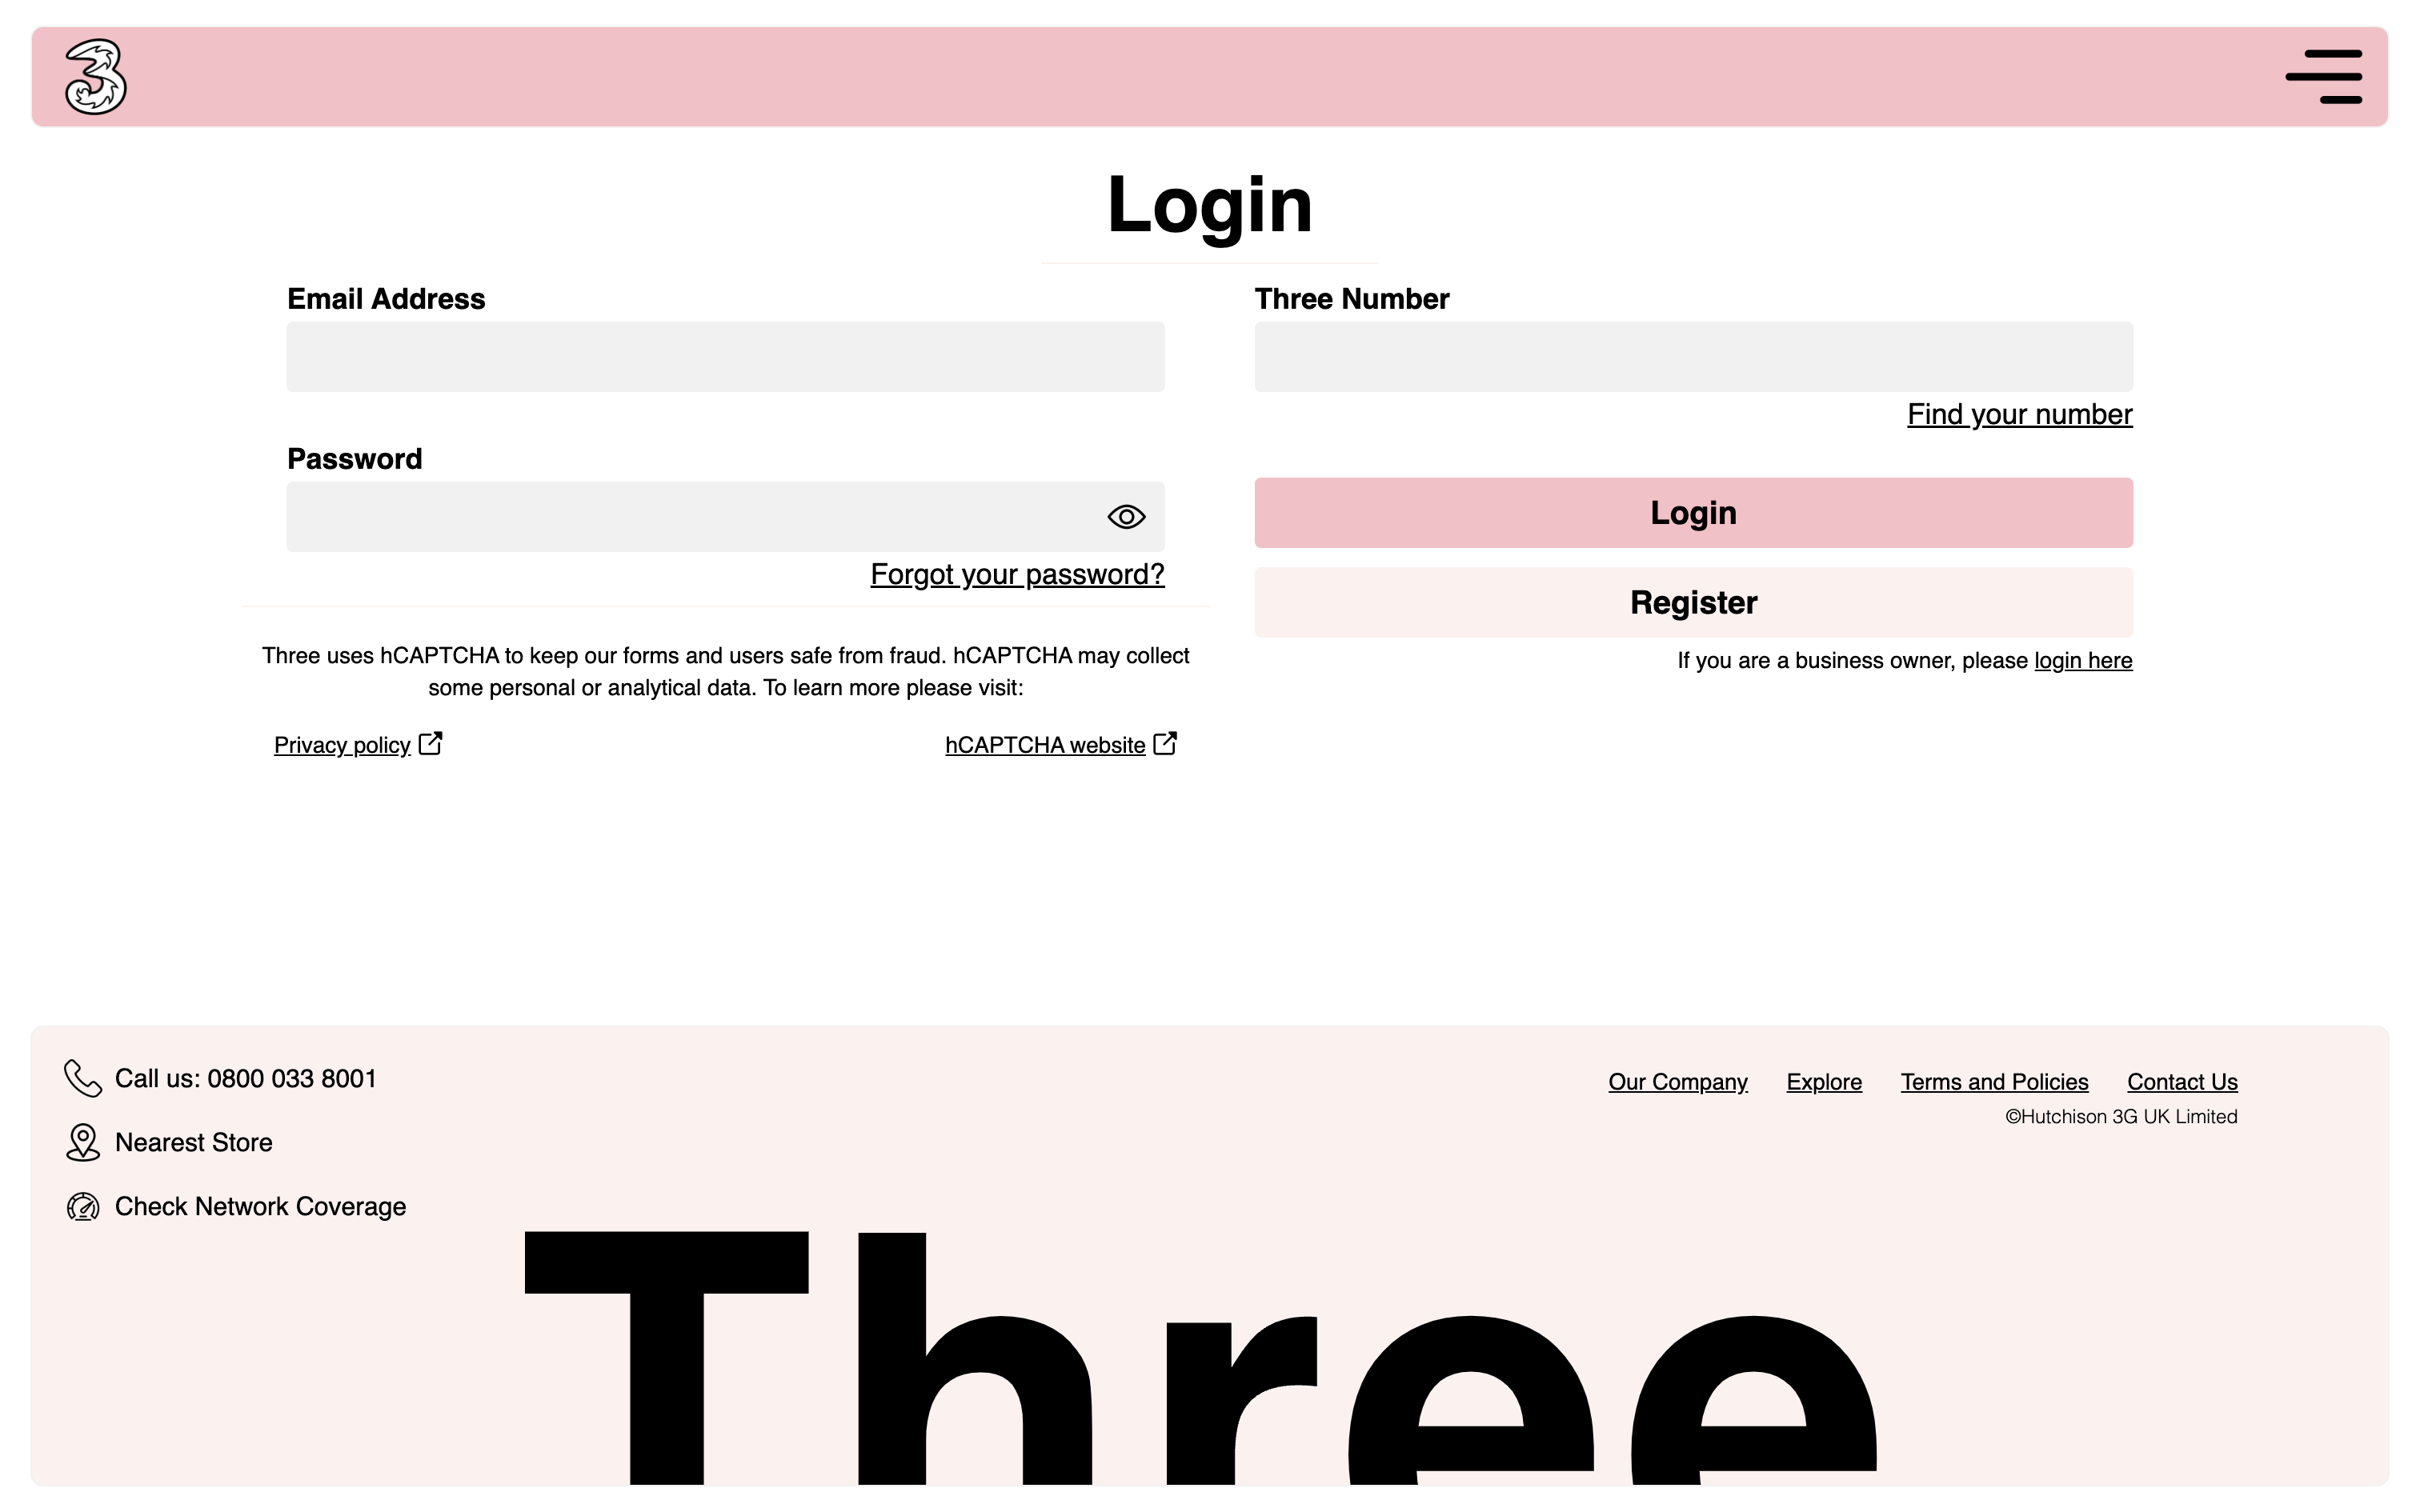 3
Login
Email Address
Three Number
Find your number
Password
Login
Forgot your password?
Register
Three uses hCAPTCHA to keep our forms and users safe from fraud. hCAPTCHA may collect
some personal or analytical data. To learn more please visit:
If you are a business owner, please login here
Privacy policy
hCAPTCHA website
Call us: 0800 033 8001
Nearest Store
Check Network Coverage
Our Company
Explore
Terms and Policies
Contact Us
©Hutchison 3G UK Limited
Three